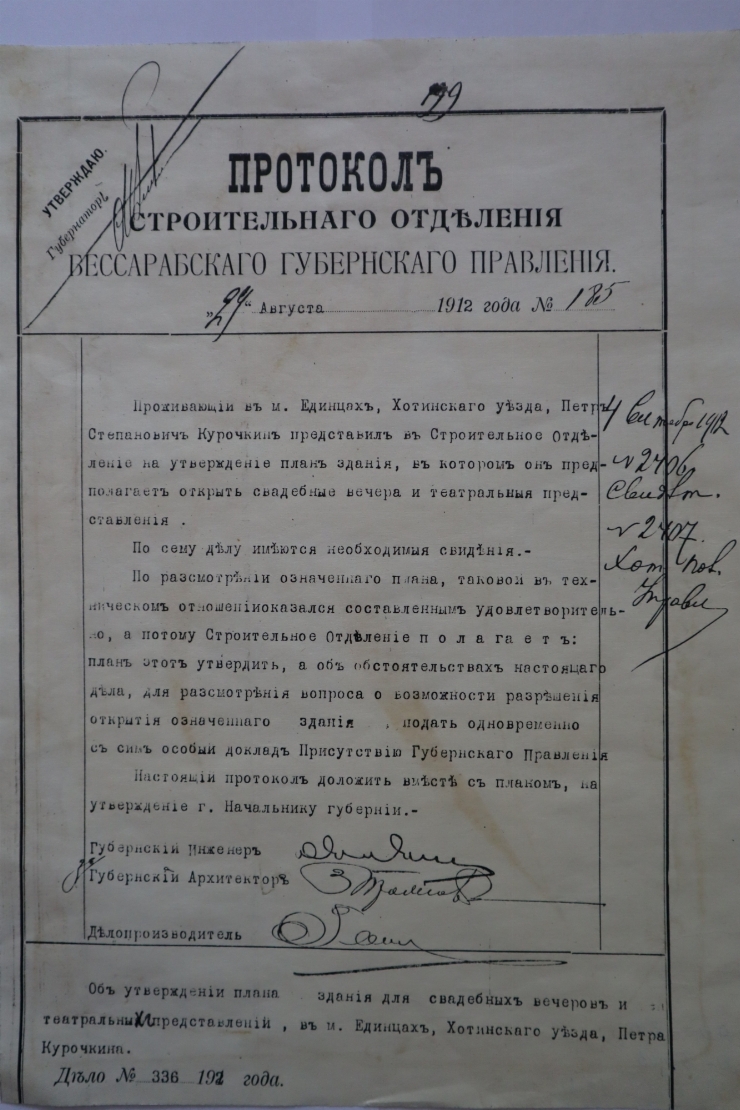 УТВЕРЖДАЮ.
Губернаторъ
ПРОТОКОЛЪ
СТРОИТЕЛЬНАГО ОТДѢЛЕНІЯ
БЕССАРАБСКАГО ГУБЕРНСКАГО ПРАВЛЕНІЯ.
Августа 1912 года № 185
Проживающій въ м. Единцахъ, Хотинскаго уѣзда, Петръ
Степановичъ Курочкинъ представилъ въ Строительное Отдѣ-
леніе на утвержденіе планъ зданія, въ которомъ онъ пред-
полагаетъ открыть свадебные вечера и театральныя пред-
ставленія .
По сему дѣлу имѣются необходимыя свидѣнія.-
По разсмотрѣніи означеннаго плана, таковой въ тех-
ническомъ отношеніиоказался составленнымъ удовлетворитель-
но, а потому Строительное Отдѣленіе п о л а г а е т ъ:
планъ этотъ утвердить, а объ обстоятельствахъ настоящаго
дѣла, для разсмотрѣнія вопроса о возможности разрѣшенія
открытія означеннаго зданія , подать одновременно
съ симъ особый докладъ Присутствію Губернскаго Правленія
Настоящій протоколъ доложить вмѣстѣ съ планомъ, на
утвержденіе г. Начальнику губерніи.-
4 Сентября 1912
№ 2406
№ 2407.
Хот. Пов.
Губернскій Инженеръ
Губернскій Архитекторъ
Дѣлопроизводитель
Объ утвержденіи плана зданія для свадебныхъ вечеровъ и
театральныхъ представленій , въ м. Единцахъ, Хотинскаго уѣзда, Петра
Курочкина.
Дѣло № 336 1912 года.